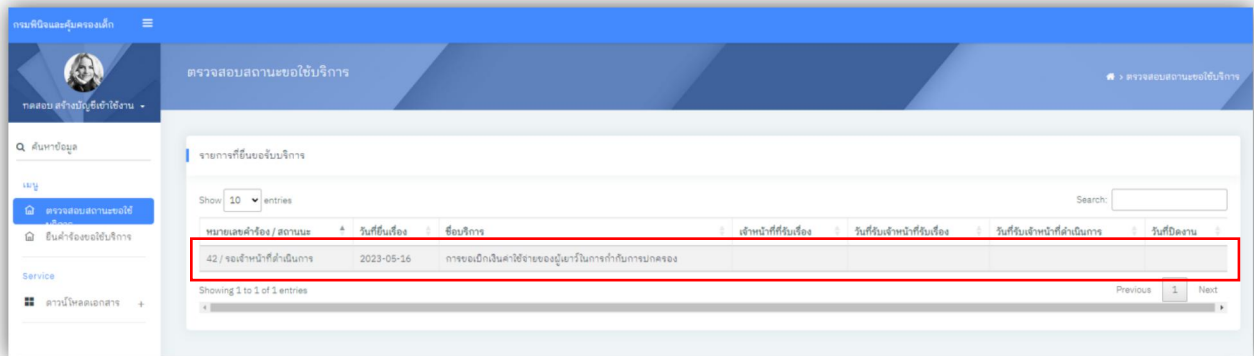 กรมพินิจและคุ้มครองเด็ก
ทดสอบ สร้างบัญชีเข้าใช้งาน
ตรวจสอบสถานะขอใช้บริการ
> ตรวจสอบสถานะขอใช้บริการ
ค้นหาข้อมูล
เมนู
ตรวจสอบสถานะขอใช้
ยื่นคำร้องขอใช้บริการ
Service
ดาวน์โหลดเอกสาร +
รายการที่ยื่นขอรับบริการ
Show 10 entries
Search:
หมายเลขคำร้อง / สถานนะ วันที่ยื่นเรื่อง ชื่อบริการ เจ้าหน้าที่ที่รับเรื่อง วันที่รับเจ้าหน้าที่รับเรื่อง วันที่รับเจ้าหน้าที่ดำเนินการ วันที่ปิดงาน
42 / รอเจ้าหน้าที่ดำเนินการ 2023-05-16 การขอเบิกเงินค่าใช้จ่ายของผู้เยาว์ในการกำกับการปกครอง
Showing 1 to 1 of 1 entries
Previous 1 Next